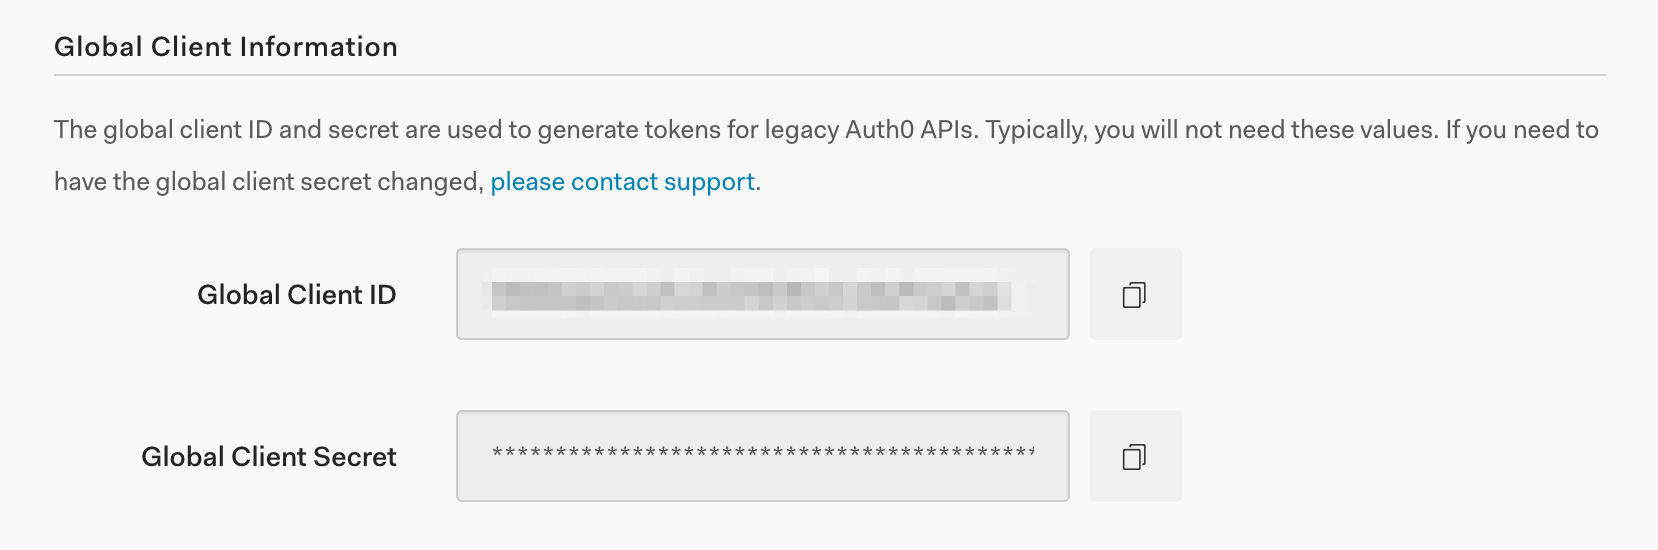 Global Client Information
The global client ID and secret are used to generate tokens for legacy Auth0 APIs. Typically, you will not need these values. If you need to
have the global client secret changed, please contact support.
Global Client ID
Global Client Secret
*******************************************